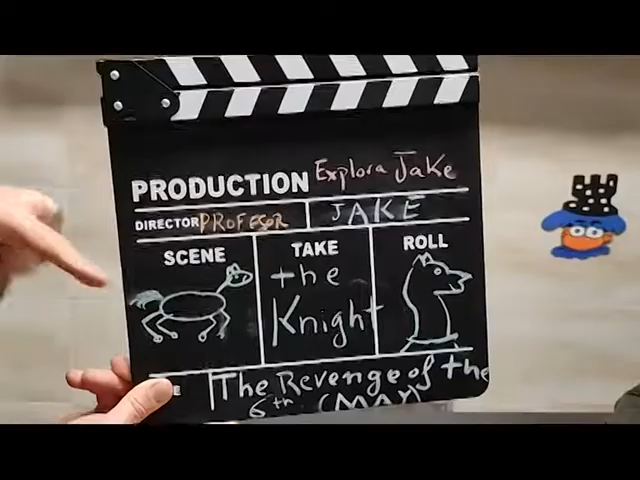 PRODUCTION Explora Jake
DIRECTOR PROFESOR JAKE
SCENE TAKE ROLL
the
Knight
The Revenge of the
6th (MAY)